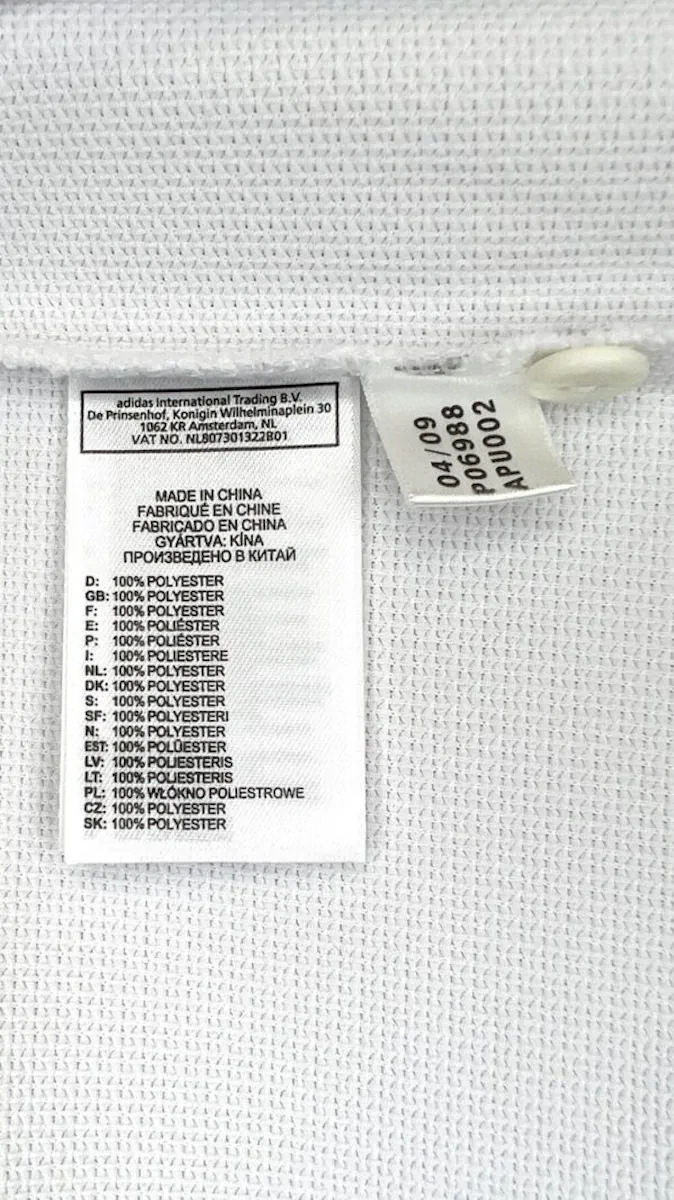 adidas International Trading B.V.
De Prinsenhof, Konigin Wilhelminaplein 30
1062 KR Amsterdam, NL
VAT NO. NL807301322B01
MADE IN CHINA
FABRIQUÉ EN CHINE
FABRICADO EN CHINA
GYÁRTVA: KÍNA
ПРОИЗВЕДЕНО В КИТАЙ
D: 100% POLYESTER
GB: 100% POLYESTER
F: 100% POLYESTER
E: 100% POLIÉSTER
P: 100% POLIÉSTER
I: 100% POLIESTERE
NL: 100% POLYESTER
DK: 100% POLYESTER
S: 100% POLYESTER
SF: 100% POLYESTERI
N: 100% POLYESTER
EST: 100% POLÜESTER
LV: 100% POLIESTERIS
LT: 100% POLIESTERIS
PL: 100% WŁÓKNO POLIESTROWE
CZ: 100% POLYESTER
SK: 100% POLYESTER
04/09
P06988
APU002